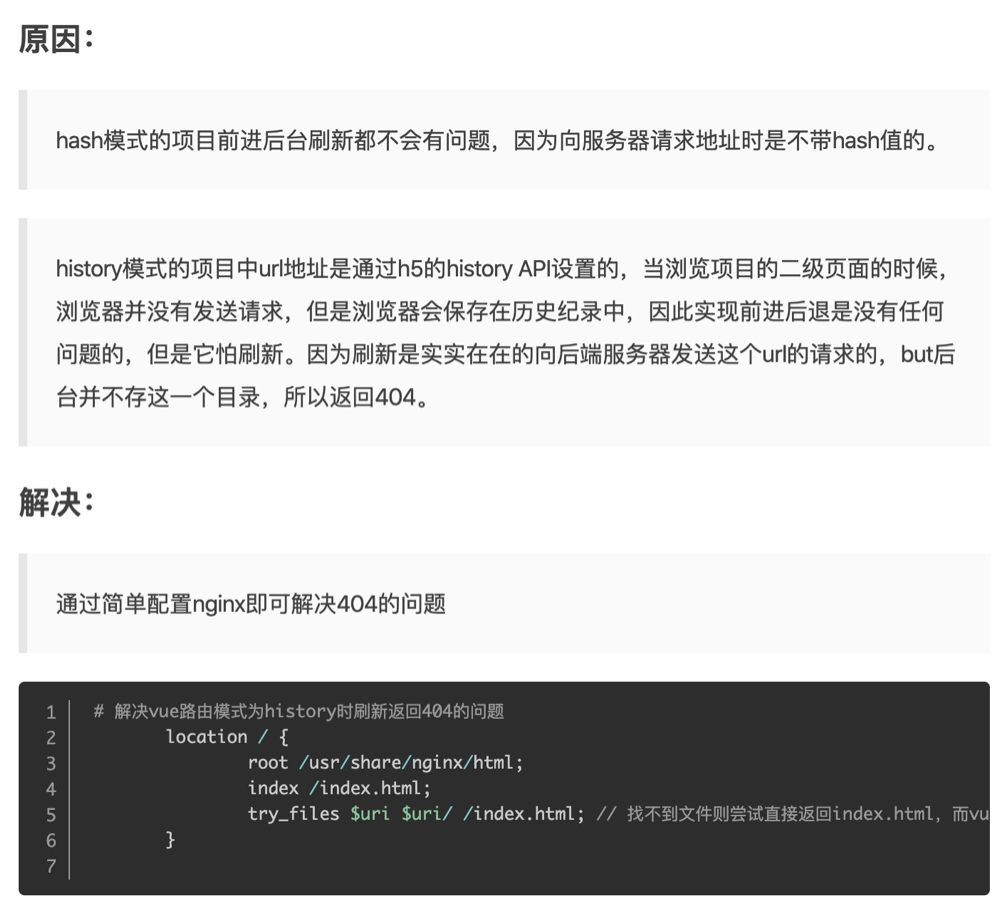 原因：
hash模式的项目前进后台刷新都不会有问题，因为向服务器请求地址时是不带hash值的。
history模式的项目中url地址是通过h5的history API设置的，当浏览项目的二级页面的时候，
浏览器并没有发送请求，但是浏览器会保存在历史纪录中，因此实现前进后退是没有任何
问题的，但是它怕刷新。因为刷新是实实在在的向后端服务器发送这个url的请求的，but后
台并不存这一个目录，所以返回404。
解决：
通过简单配置nginx即可解决404的问题
1 # 解决vue路由模式为history时刷新返回404的问题
2 location / {
3 root /usr/share/nginx/html;
4 index /index.html;
5 try_files $uri $uri/ /index.html; // 找不到文件则尝试直接返回index.html，而vu
6 }
7